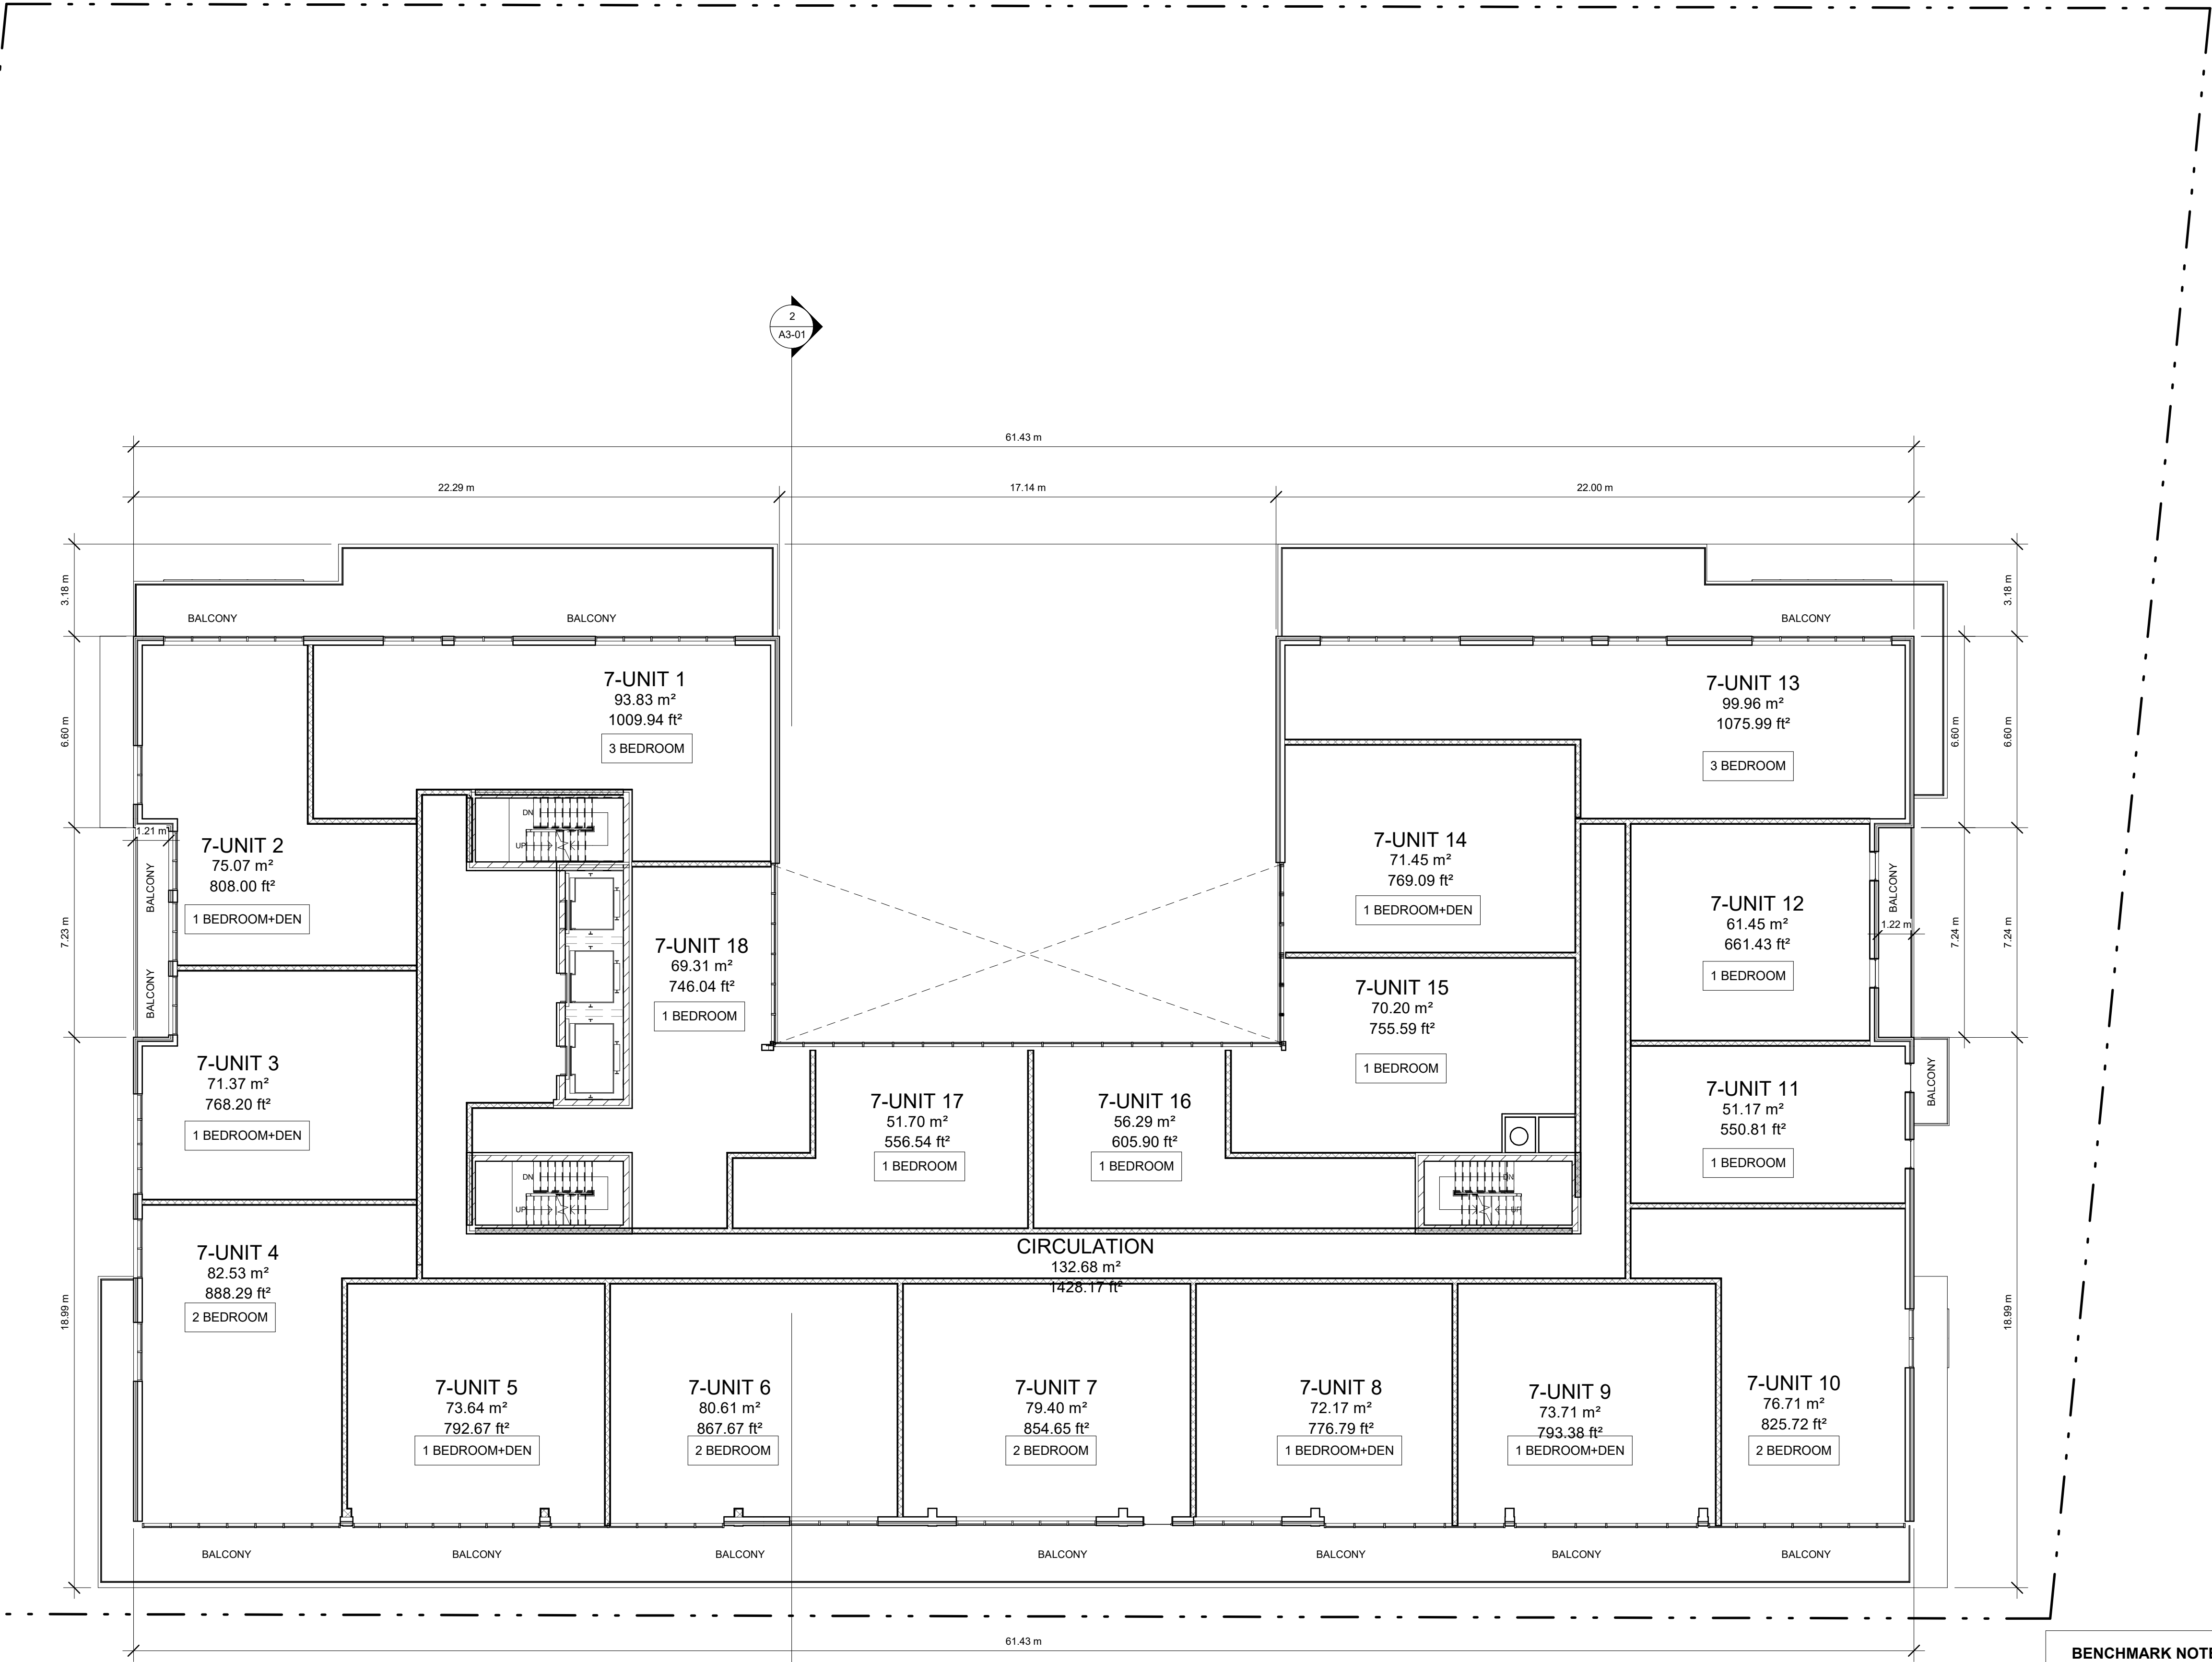 2
A3-01
61.43 m
22.29 m
17.14 m
22.00 m
3.18 m
3.18 m
BALCONY
BALCONY
BALCONY
7-UNIT 1
93.83 m²
1009.94 ft²
3 BEDROOM
7-UNIT 13
99.96 m²
1075.99 ft²
3 BEDROOM
6.60 m
6.60 m
6.60 m
DN
UP
1.21 m
7-UNIT 2
75.07 m²
808.00 ft²
1 BEDROOM+DEN
BALCONY
BALCONY
7.23 m
7-UNIT 14
71.45 m²
769.09 ft²
1 BEDROOM+DEN
7-UNIT 12
61.45 m²
661.43 ft²
1 BEDROOM
BALCONY
1.22 m
7.24 m
7.24 m
7-UNIT 18
69.31 m²
746.04 ft²
1 BEDROOM
7-UNIT 15
70.20 m²
755.59 ft²
1 BEDROOM
7-UNIT 3
71.37 m²
768.20 ft²
1 BEDROOM+DEN
7-UNIT 17
51.70 m²
556.54 ft²
1 BEDROOM
7-UNIT 16
56.29 m²
605.90 ft²
1 BEDROOM
7-UNIT 11
51.17 m²
550.81 ft²
1 BEDROOM
BALCONY
DN
UP
DN
UP
CIRCULATION
132.68 m²
1428.17 ft²
7-UNIT 4
82.53 m²
888.29 ft²
2 BEDROOM
18.99 m
18.99 m
7-UNIT 5
73.64 m²
792.67 ft²
1 BEDROOM+DEN
7-UNIT 6
80.61 m²
867.67 ft²
2 BEDROOM
7-UNIT 7
79.40 m²
854.65 ft²
2 BEDROOM
7-UNIT 8
72.17 m²
776.79 ft²
1 BEDROOM+DEN
7-UNIT 9
73.71 m²
793.38 ft²
1 BEDROOM+DEN
7-UNIT 10
76.71 m²
825.72 ft²
2 BEDROOM
BALCONY
BALCONY
BALCONY
BALCONY
BALCONY
BALCONY
BALCONY
61.43 m
BENCHMARK